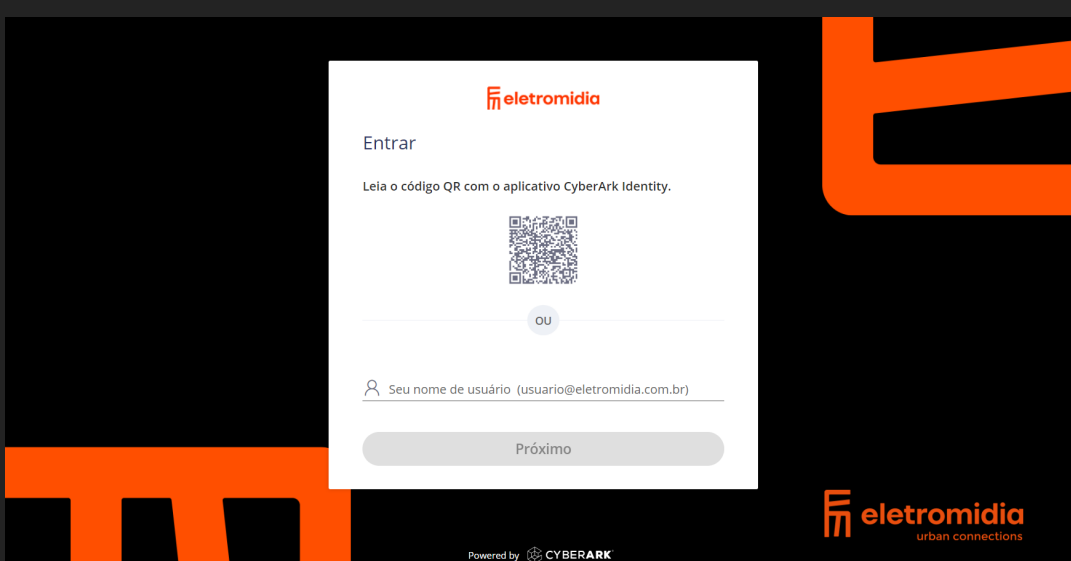 eletromidia
Entrar
Leia o código QR com o aplicativo CyberArk Identity.
OU
Seu nome de usuário (usuario@eletromidia.com.br)
Próximo
eletromidia
urban connections
Powered by CYBERARK